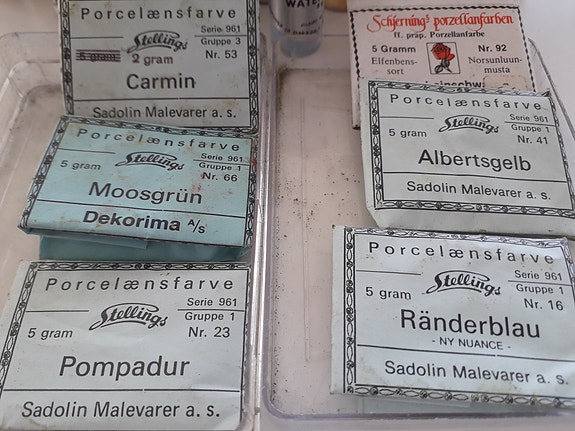 Porcelænsfarve
Stellings
Serie 961
Gruppe 3
5 gram
2 gram
Nr. 53
Carmin
Sadolin Malevarer a. s.
Porcelænsfarve
Stellings
Serie 961
Gruppe 1
5 gram
Nr. 66
Moosgrün
Dekorima A/S
Porcelænsfarve
Stellings
Serie 961
Gruppe 1
5 gram
Nr. 23
Pompadur
Sadolin Malevarer a. s.
WATE
Schjerning's porzellanfarben
ff. präp. Porzellanfarbe
5 Gramm
Nr. 92
Elfenbens-
sort
Norsunluun-
musta
Porcelænsfarve
Stellings
Serie 961
Gruppe 1
5 gram
Nr. 41
Albertsgelb
Sadolin Malevarer a. s.
Porcelænsfarve
Stellings
Serie 961
Gruppe 1
5 gram
Nr. 16
Ränderblau
- NY NUANCE -
Sadolin Malevarer a. s.